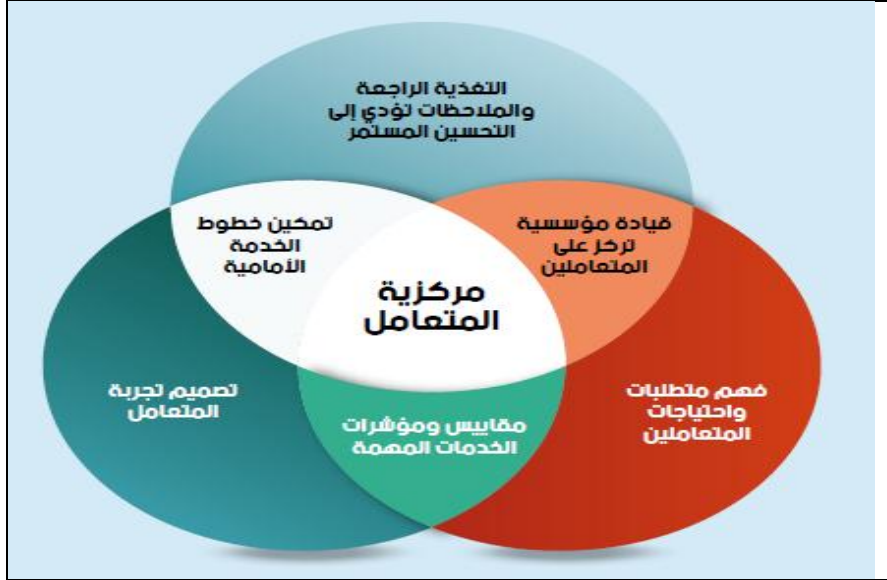 التغذية الراجعة
والملاحظات تؤدي إلى
التحسين المستمر
قيادة مؤسسية
تركز على
المتعاملين
تمكين خطوط
الخدمة
الأمامية
مركزية
المتعامل
فهم متطلبات
واحتياجات
المتعاملين
تصميم تجربة
المتعامل
مقاييس ومؤشرات
الخدمات المهمة